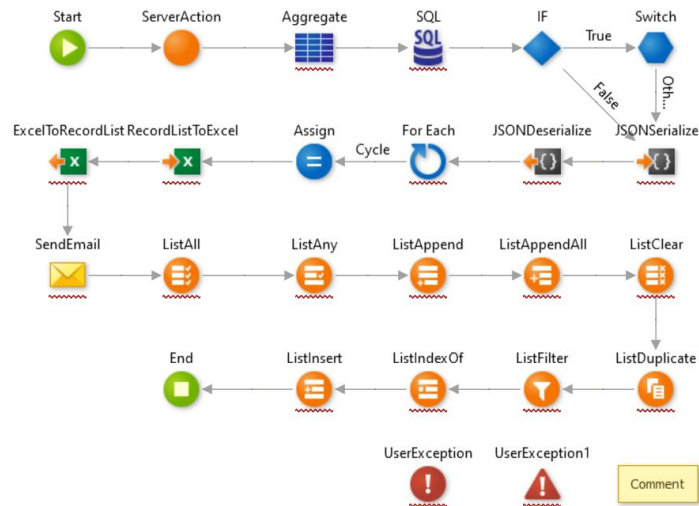 Start
ServerAction
Aggregate
SQL
IF
Switch
SQL
True
False
Oth...
ExcelToRecordList
RecordListToExcel
Assign
For Each
JSONDeserialize
JSONSerialize
Cycle
X
X
{}
{}
SendEmail
ListAll
ListAny
ListAppend
ListAppendAll
ListClear
End
ListInsert
ListIndexOf
ListFilter
ListDuplicate
UserException
UserException1
Comment